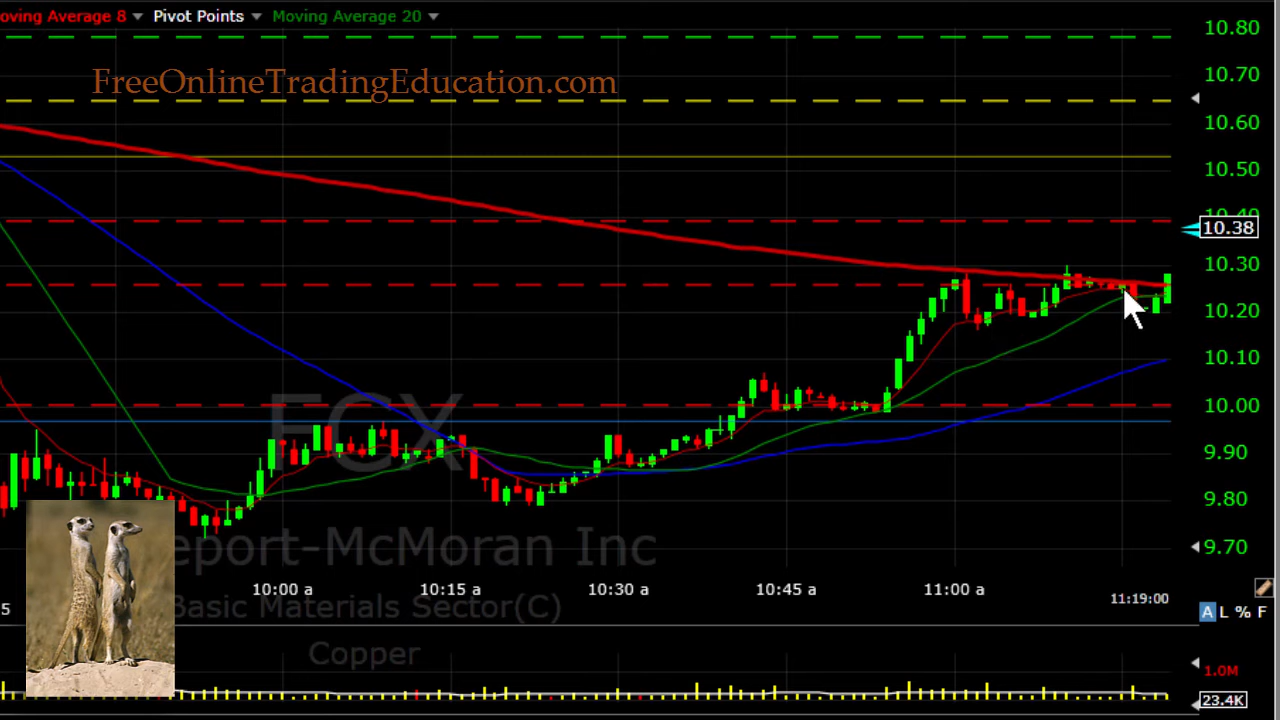 oving Average 8 Pivot Points Moving Average 20
FreeOnlineTradingEducation.com
10.80
10.70
10.60
10.50
10.40
10.38
10.30
10.20
10.10
10.00
9.90
9.80
9.70
FCX
eport-McMoran Inc
10:00 a 10:15 a 10:30 a 10:45 a 11:00 a 11:19:00
5
Basic Materials Sector(C)
A L % F
Copper
1.0M
23.4K